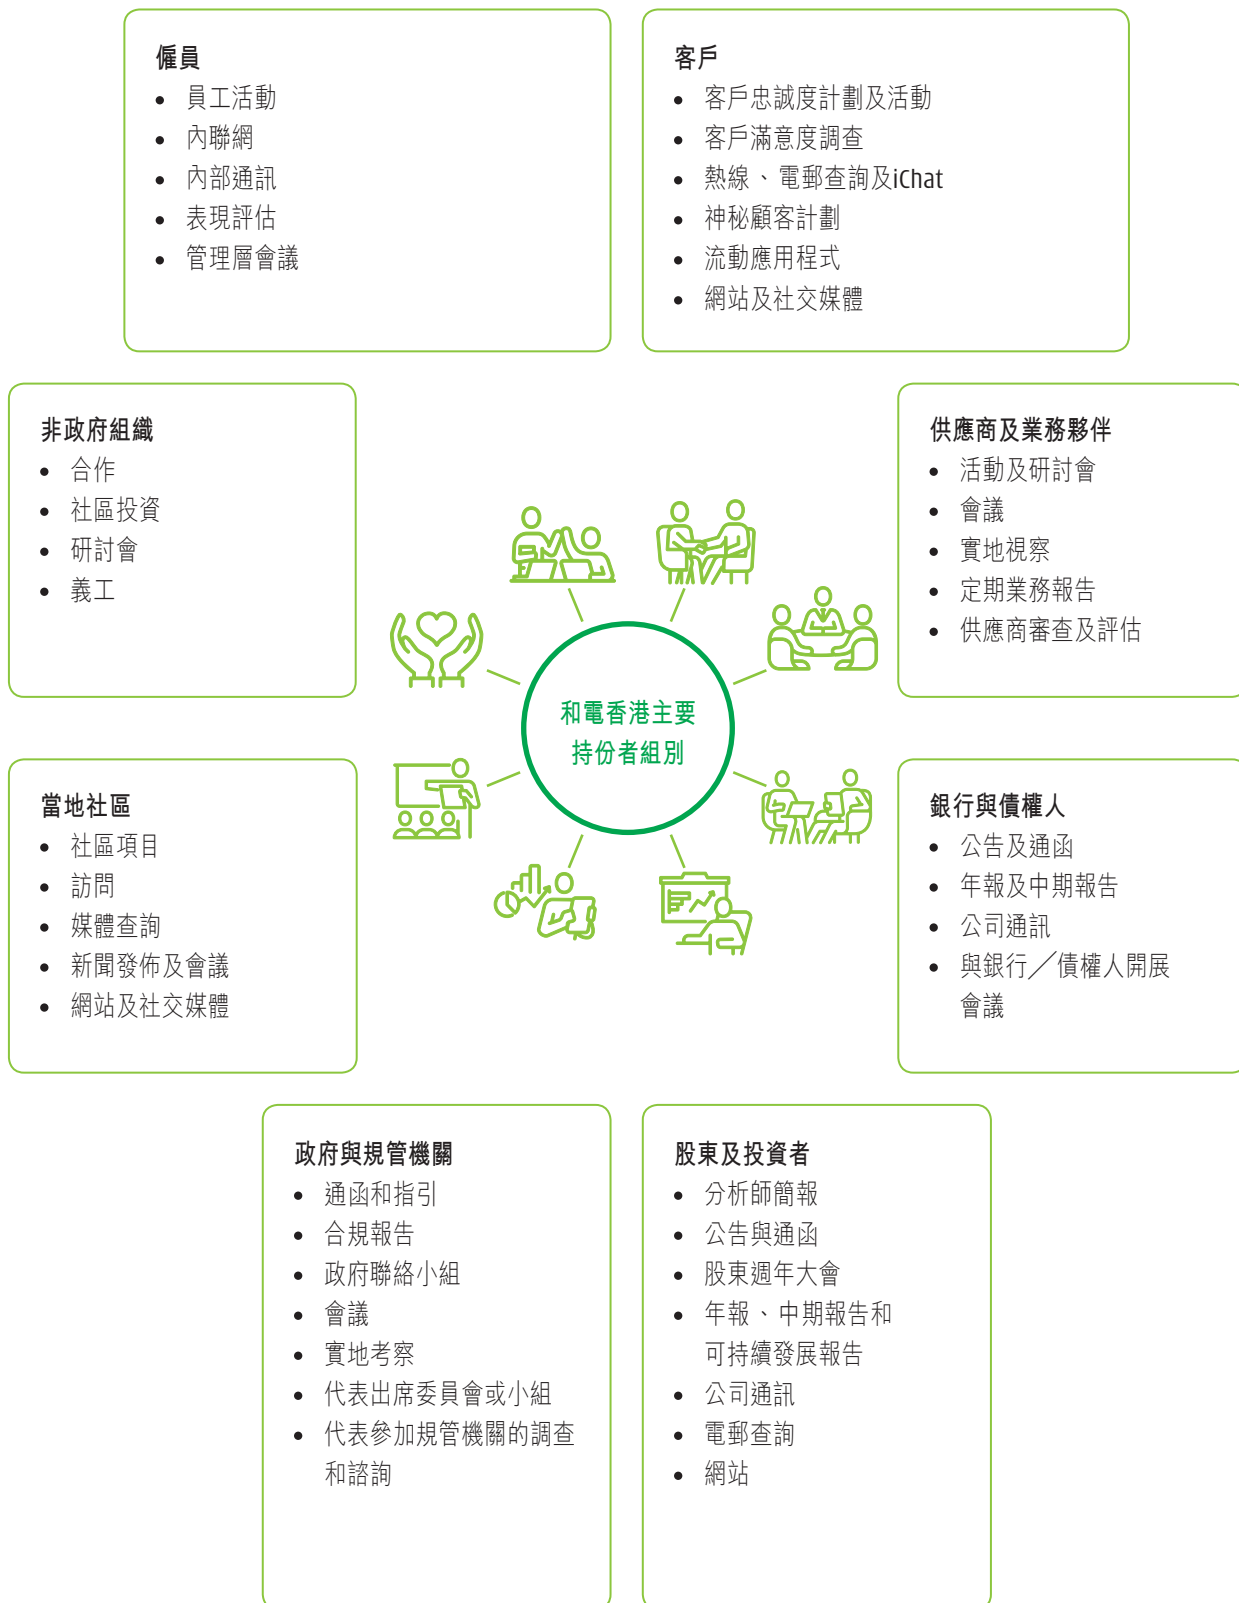 僱員
• 員工活動
• 內聯網
• 內部通訊
• 表現評估
• 管理層會議
客戶
• 客戶忠誠度計劃及活動
• 客戶滿意度調查
• 熱線、電郵查詢及iChat
• 神秘顧客計劃
• 流動應用程式
• 網站及社交媒體
非政府組織
• 合作
• 社區投資
• 研討會
• 義工
供應商及業務夥伴
• 活動及研討會
• 會議
• 實地視察
• 定期業務報告
• 供應商審查及評估
和電香港主要
持份者組別
當地社區
• 社區項目
• 訪問
• 媒體查詢
• 新聞發佈及會議
• 網站及社交媒體
銀行與債權人
• 公告及通函
• 年報及中期報告
• 公司通訊
• 與銀行╱債權人開展
會議
政府與規管機關
• 通函和指引
• 合規報告
• 政府聯絡小組
• 會議
• 實地考察
• 代表出席委員會或小組
• 代表參加規管機關的調查
和諮詢
股東及投資者
• 分析師簡報
• 公告與通函
• 股東週年大會
• 年報、中期報告和
可持續發展報告
• 公司通訊
• 電郵查詢
• 網站